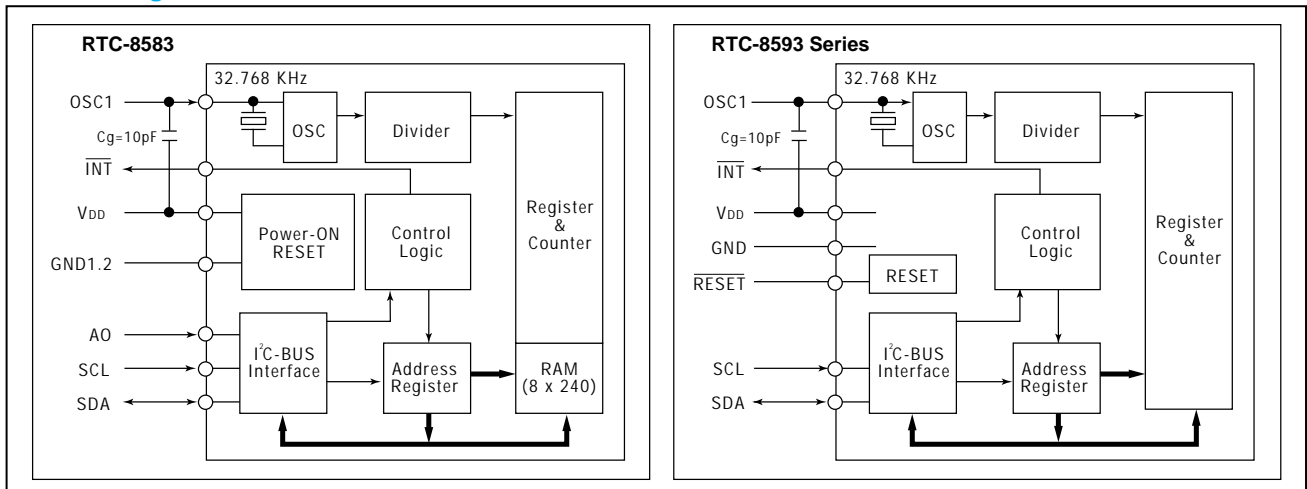 RTC-8583
32.768 KHz
OSC1
Cg=10pF
OSC
Divider
INT
VDD
Power-ON
RESET
Control
Logic
Register
&
Counter
GND1.2
AO
SCL
SDA
I²C-BUS
Interface
Address
Register
RAM
(8 x 240)
RTC-8593 Series
32.768 KHz
OSC1
Cg=10pF
OSC
Divider
INT
VDD
GND
RESET
RESET
Control
Logic
Register
&
Counter
SCL
SDA
I²C-BUS
Interface
Address
Register